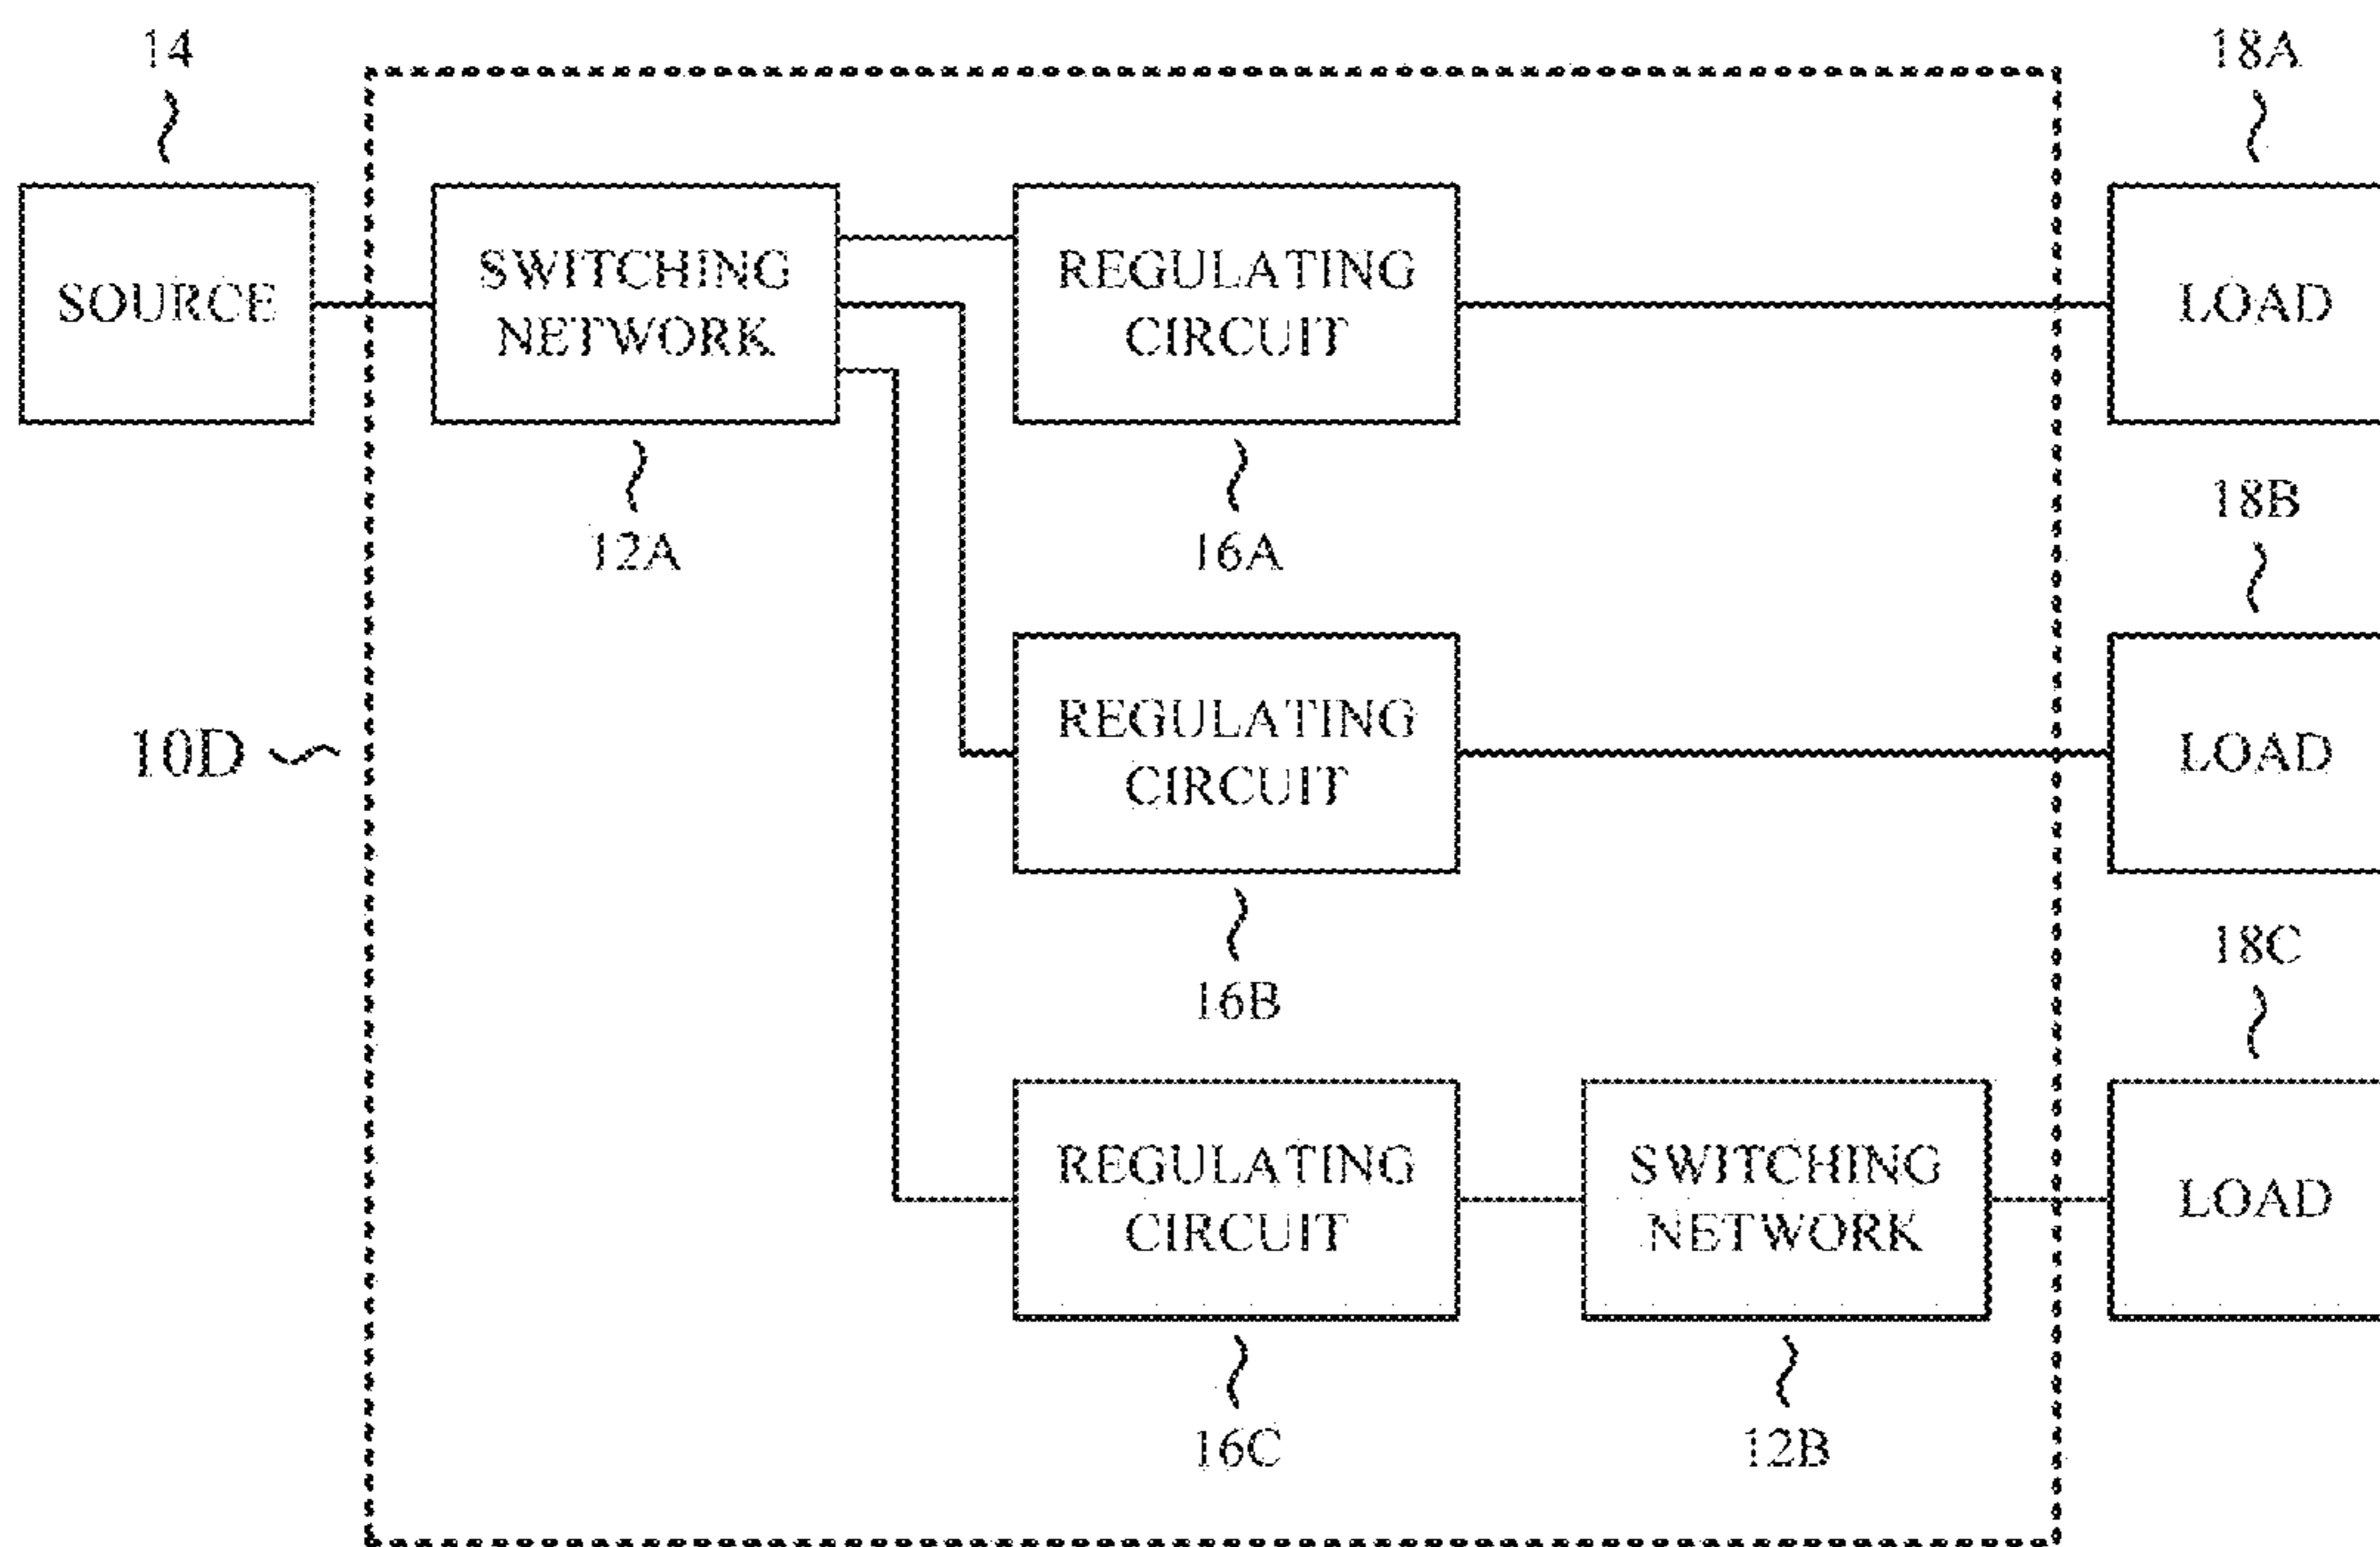 14
18A
SOURCE
SWITCHING
NETWORK
REGULATING
CIRCUIT
LOAD
12A
16A
18B
10D
REGULATING
CIRCUIT
LOAD
16B
18C
REGULATING
CIRCUIT
SWITCHING
NETWORK
LOAD
16C
12B